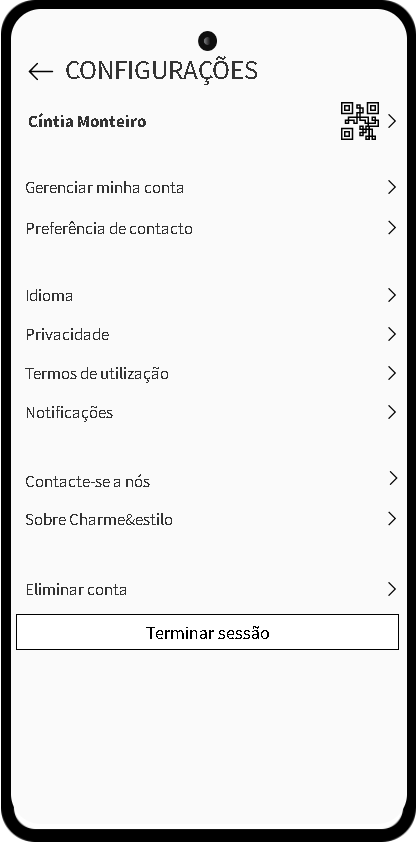 CONFIGURAÇÕES
Cíntia Monteiro
Gerenciar minha conta
Preferência de contacto
Idioma
Privacidade
Termos de utilização
Notificações
Contacte-se a nós
Sobre Charme&estilo
Eliminar conta
Terminar sessão